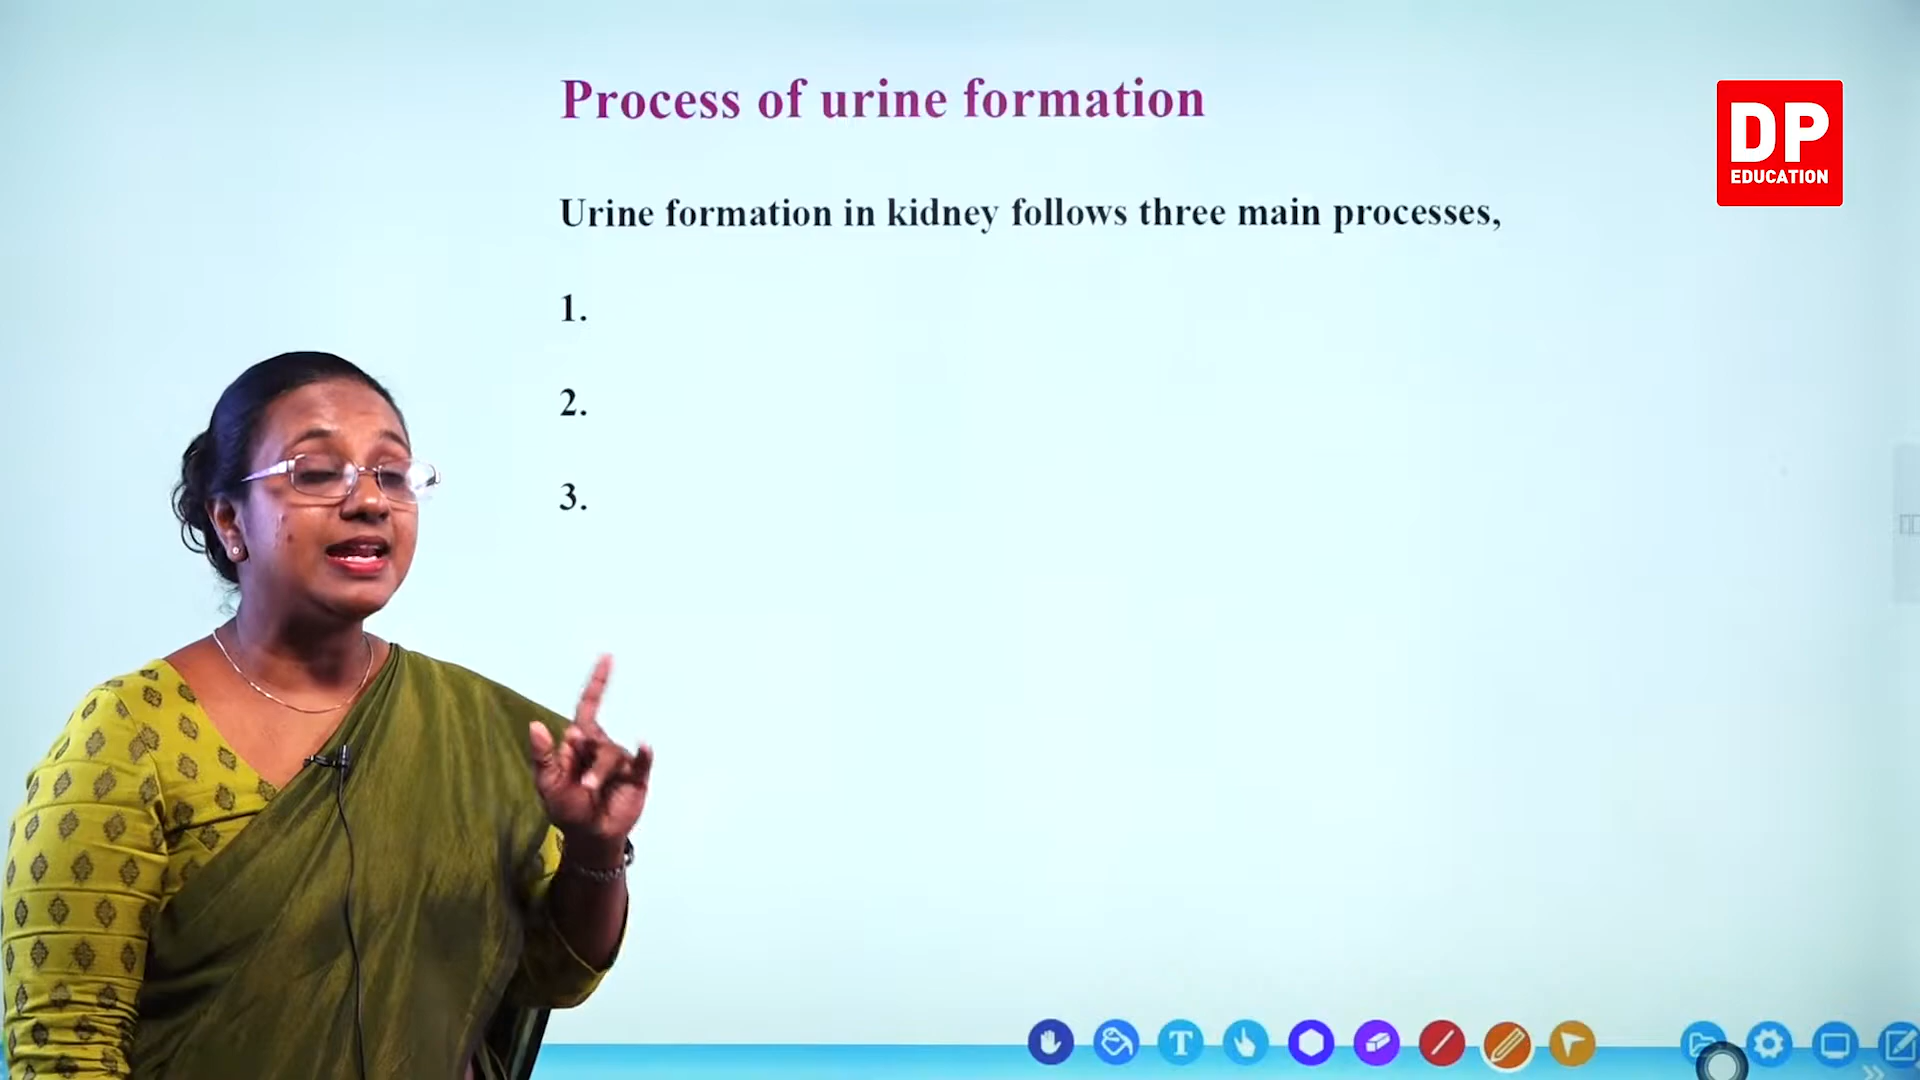 Process of urine formation
DP
EDUCATION
Urine formation in kidney follows three main processes,
1.
2.
3.
T